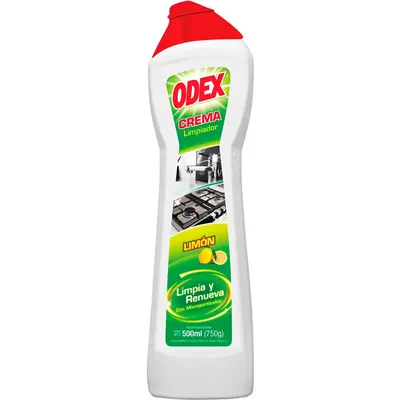 ODEX
CREMA
Limpiador
LIMÓN
Limpia y
Renueva
Con Micropartículas
500ml (750g)